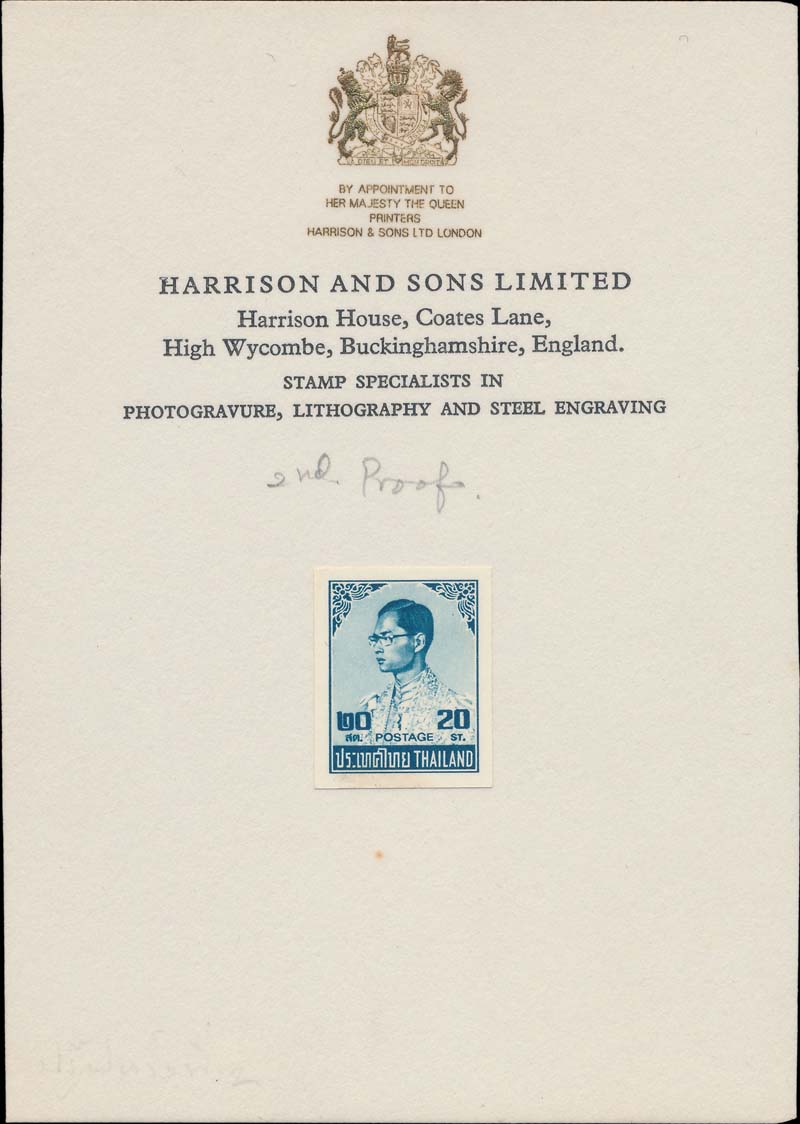 DIEU ET MON DROIT
BY APPOINTMENT TO
HER MAJESTY THE QUEEN
PRINTERS
HARRISON & SONS LTD LONDON
HARRISON AND SONS LIMITED
Harrison House, Coates Lane,
High Wycombe, Buckinghamshire, England.
STAMP SPECIALISTS IN
PHOTOGRAVURE, LITHOGRAPHY AND STEEL ENGRAVING
2nd. Proof.
๒๐ 20
สต. POSTAGE ST.
ประเทศไทย THAILAND